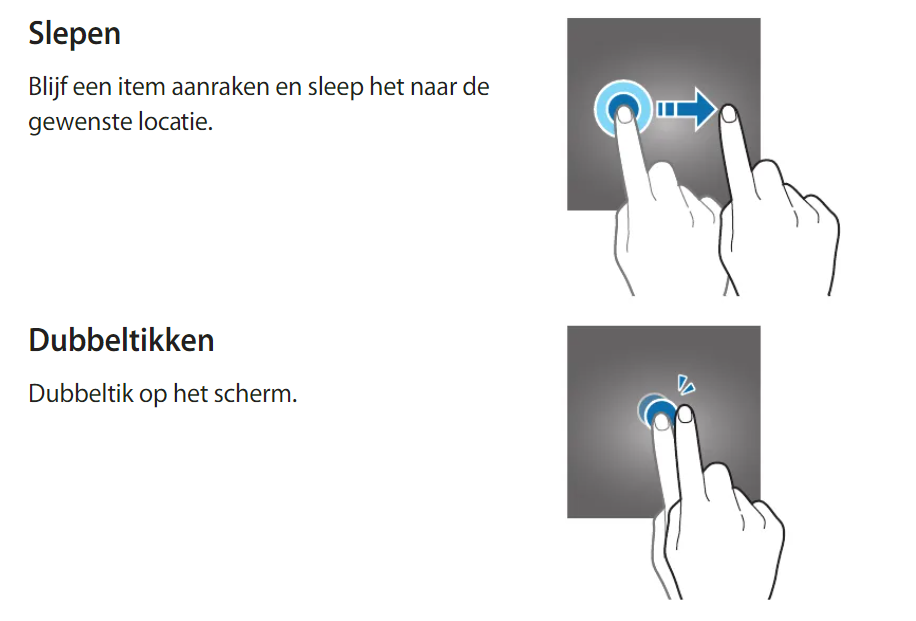 Slepen
Blijf een item aanraken en sleep het naar de
gewenste locatie.
Dubbeltikken
Dubbeltik op het scherm.